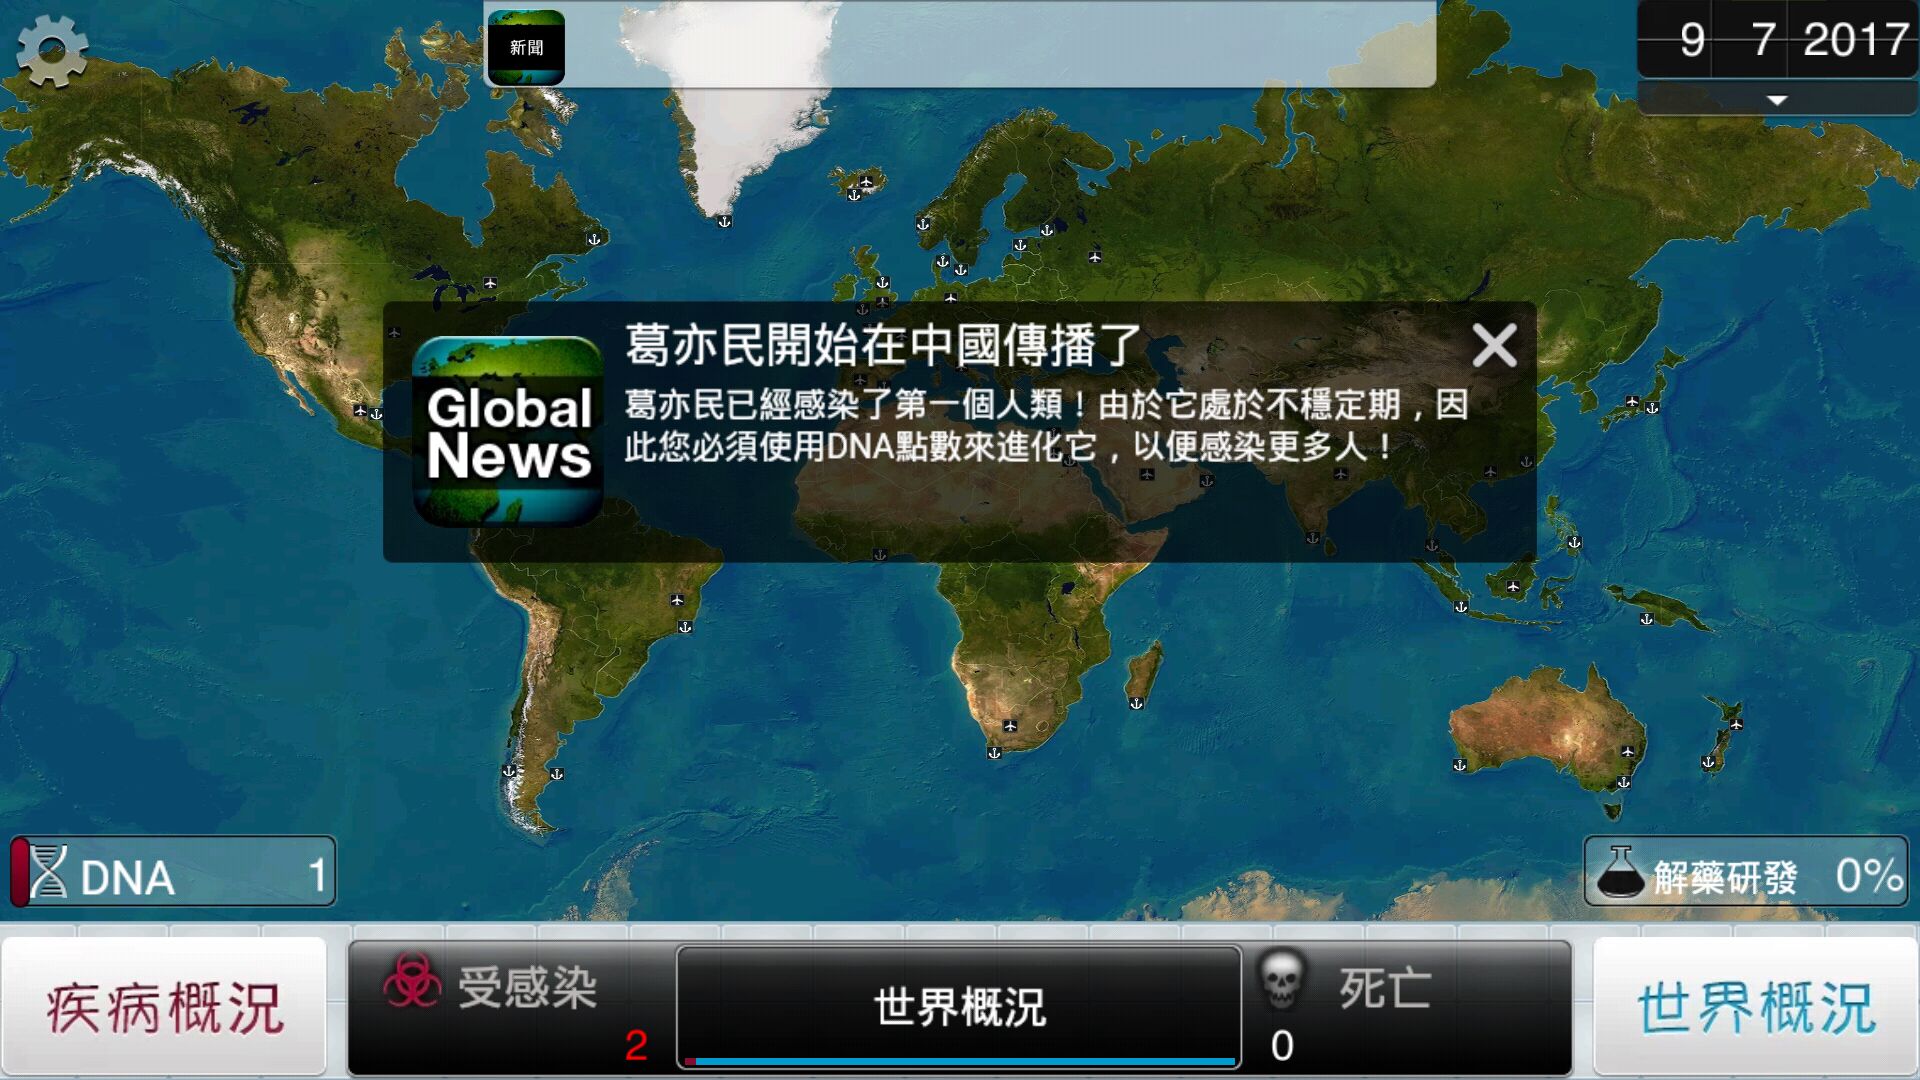 新聞
9 7 2017
Global
News
葛亦民開始在中國傳播了
葛亦民已經感染了第一個人類！由於它處於不穩定期，因
此您必須使用DNA點數來進化它，以便感染更多人！
DNA 1
解藥研發 0%
疾病概況
受感染
2
世界概況
死亡
0
世界概況